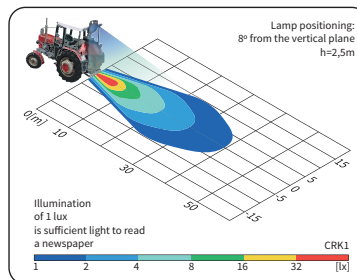 Lamp positioning:
8º from the vertical plane
h=2,5m
0[m]
10
30
50
15
5
0
-5
-15
Illumination
of 1 lux
is sufficient light to read
a newspaper
CRK1
1 2 4 8 16 32 [lx]